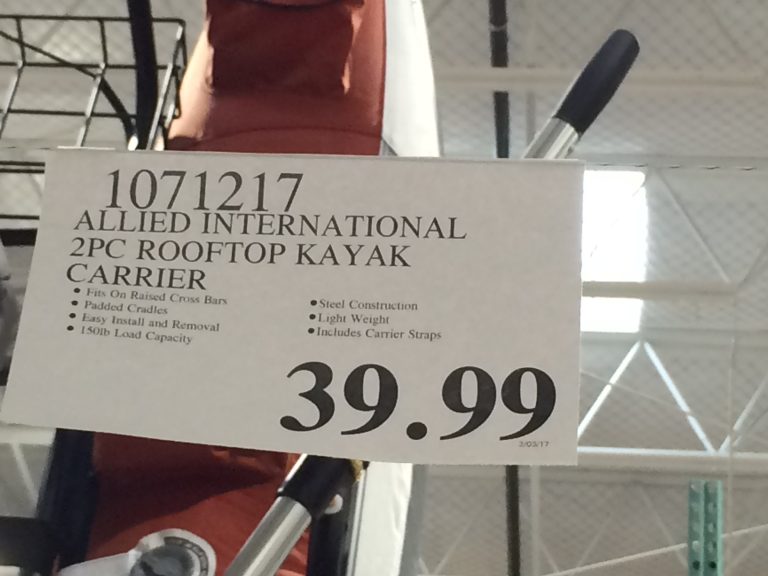 1071217
ALLIED INTERNATIONAL
2PC ROOFTOP KAYAK
CARRIER
• Fits On Raised Cross Bars
• Padded Cradles
• Easy Install and Removal
• 150lb Load Capacity
• Steel Construction
• Light Weight
• Includes Carrier Straps
39.99
3/03/17